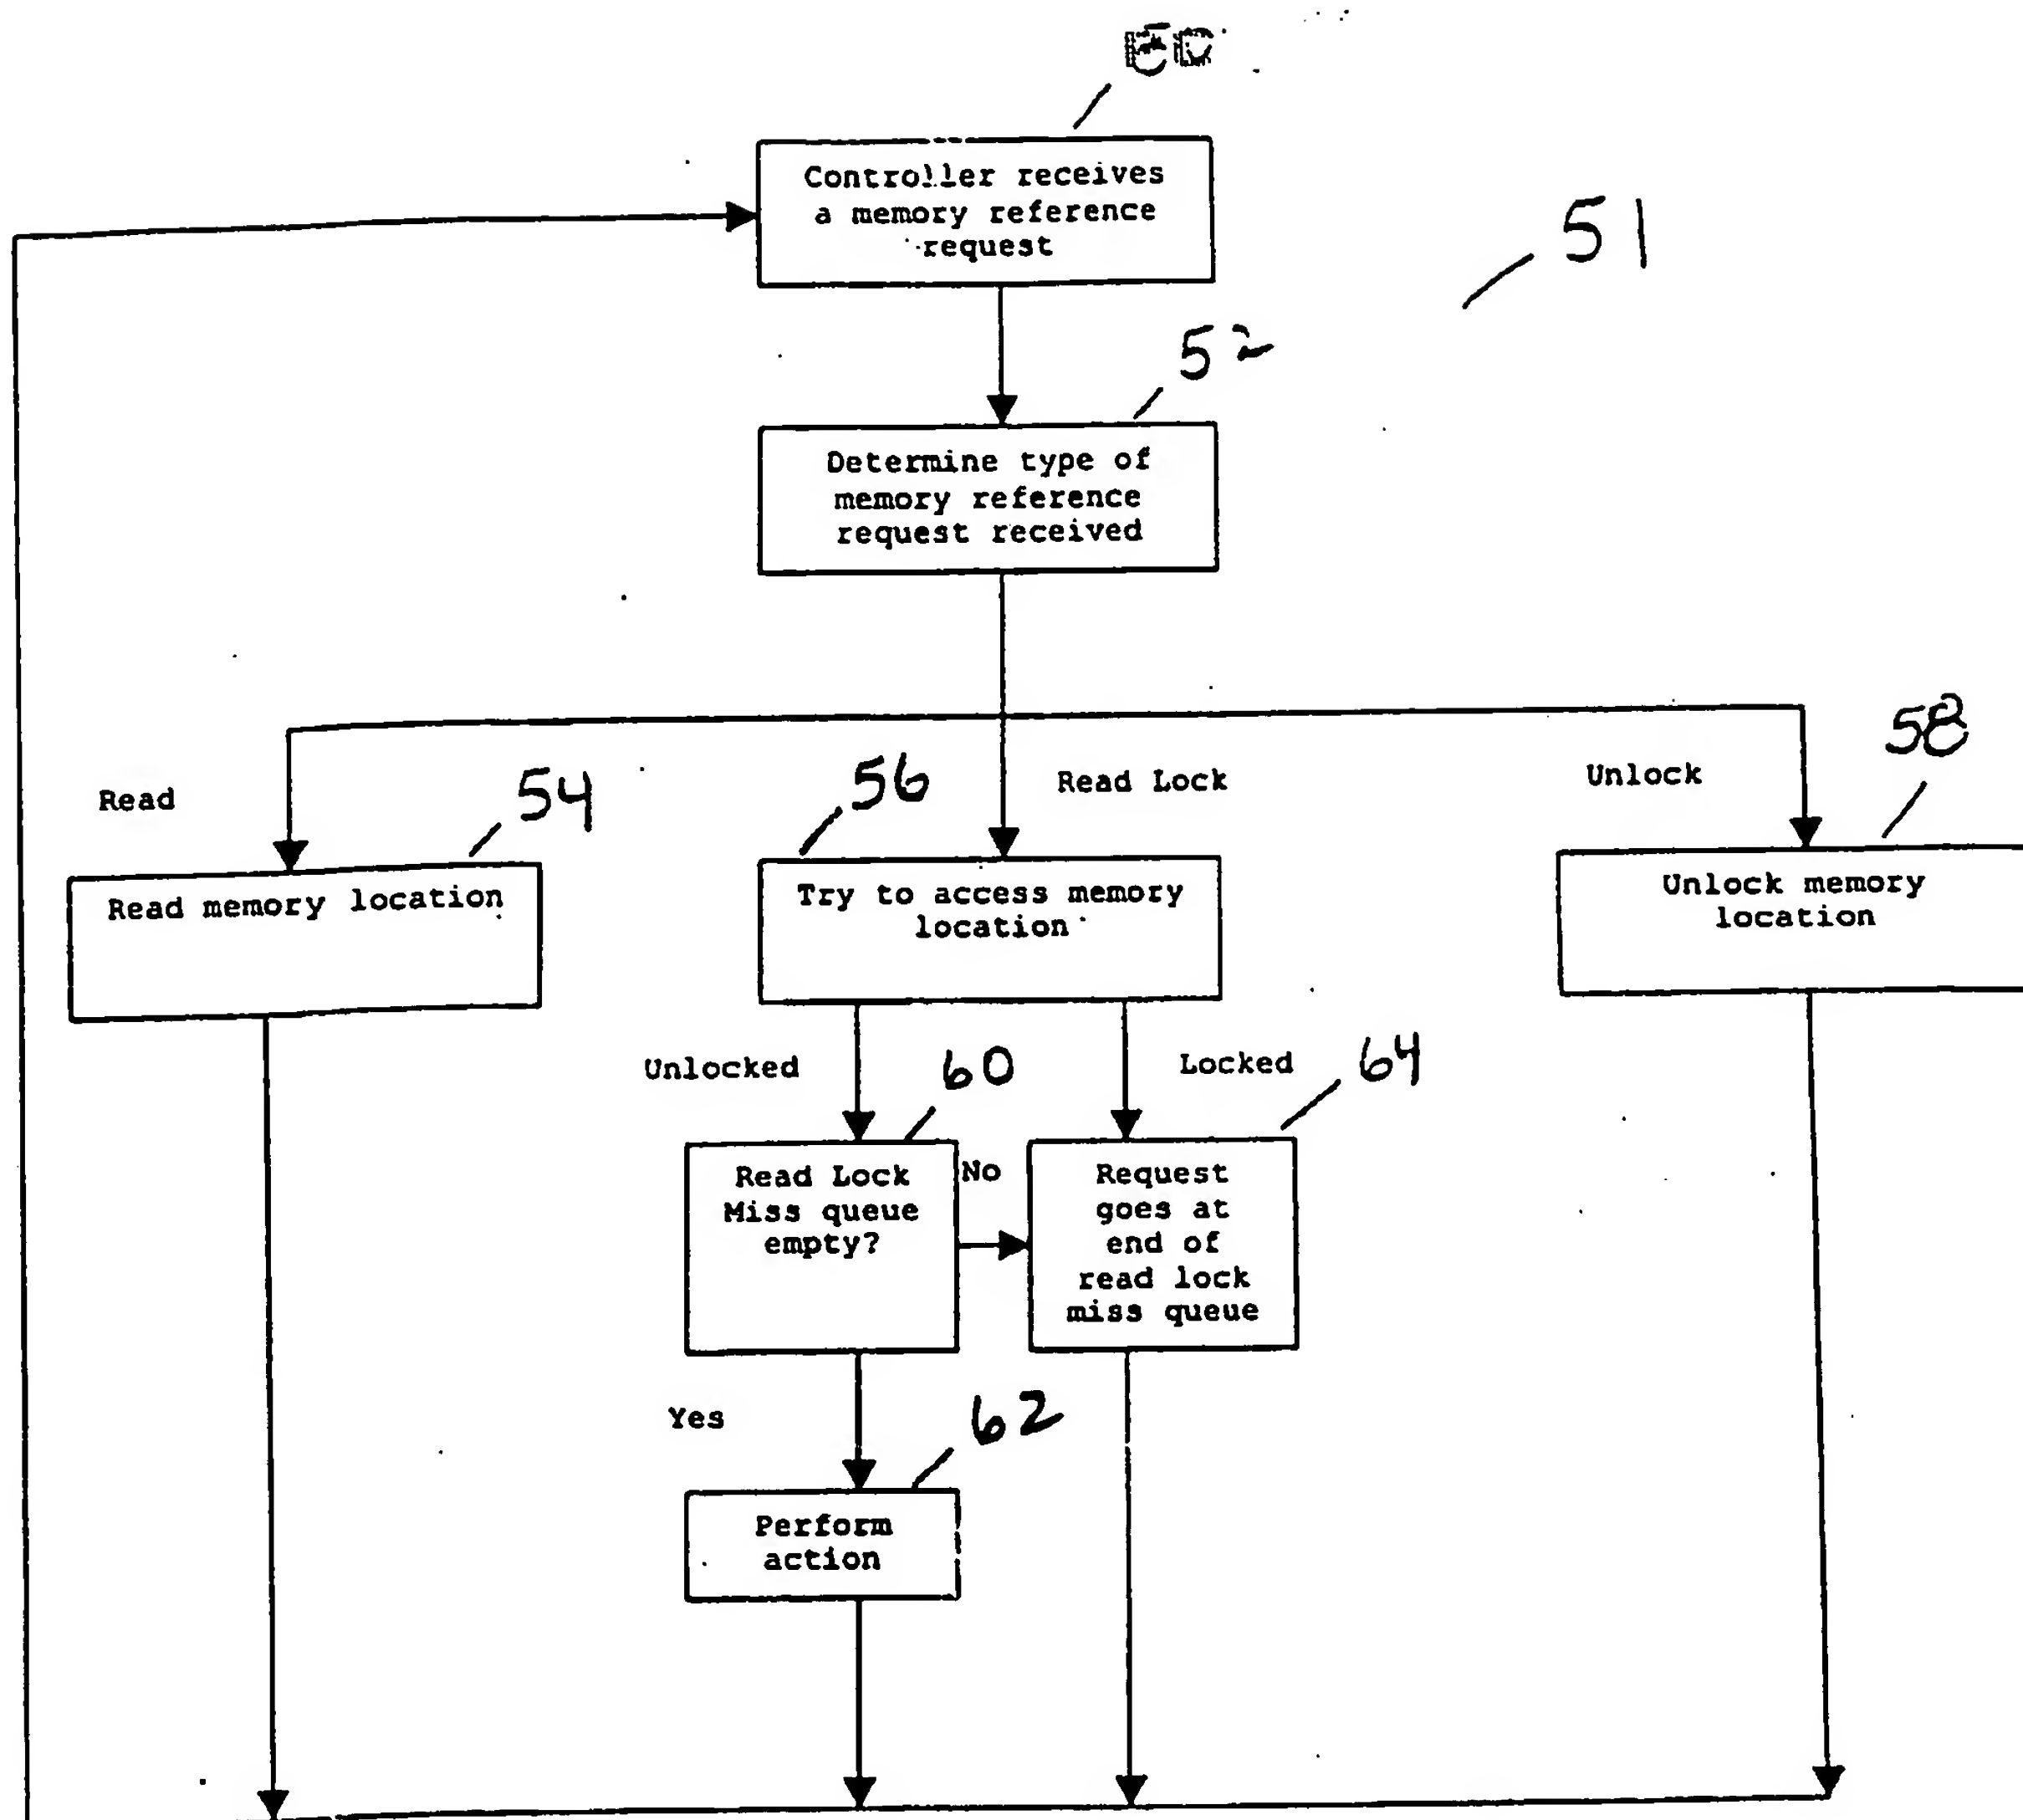 Controller receives
a memory reference
request
51
52
Determine type of
memory reference
request received
Read
54
56
Read Lock
Unlock
58
Read memory location
Try to access memory
location
Unlock memory
location
Unlocked
60
Locked
64
Read Lock
Miss queue
empty?
No
Request
goes at
end of
read lock
miss queue
Yes
62
Perform
action